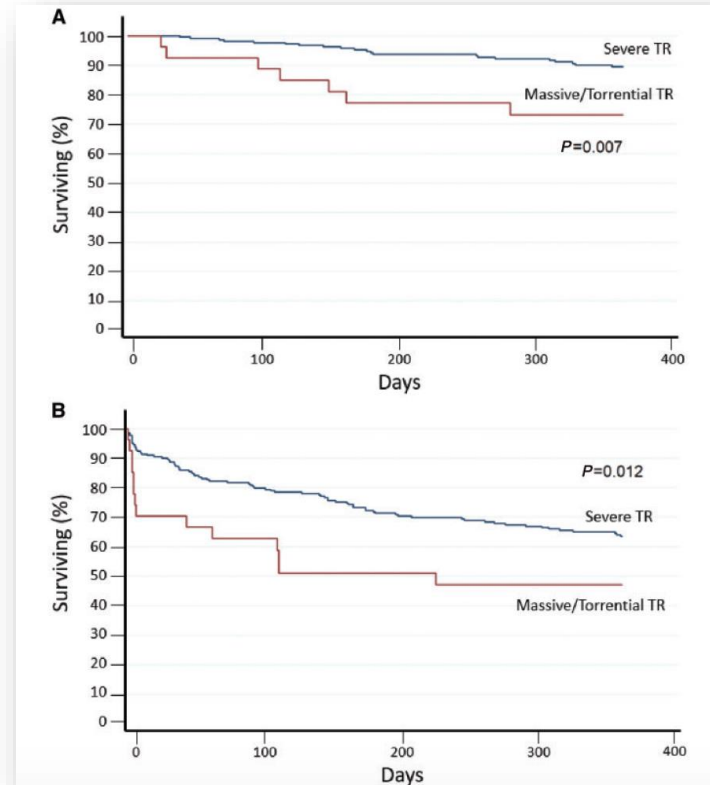 A
100
90
80
70
60
50
40
30
20
10
0
Surviving (%)
Severe TR
Massive/Torrential TR
P=0.007
0 100 200 300 400
Days
B
100
90
80
70
60
50
40
30
20
10
0
Surviving (%)
P=0.012
Severe TR
Massive/Torrential TR
0 100 200 300 400
Days